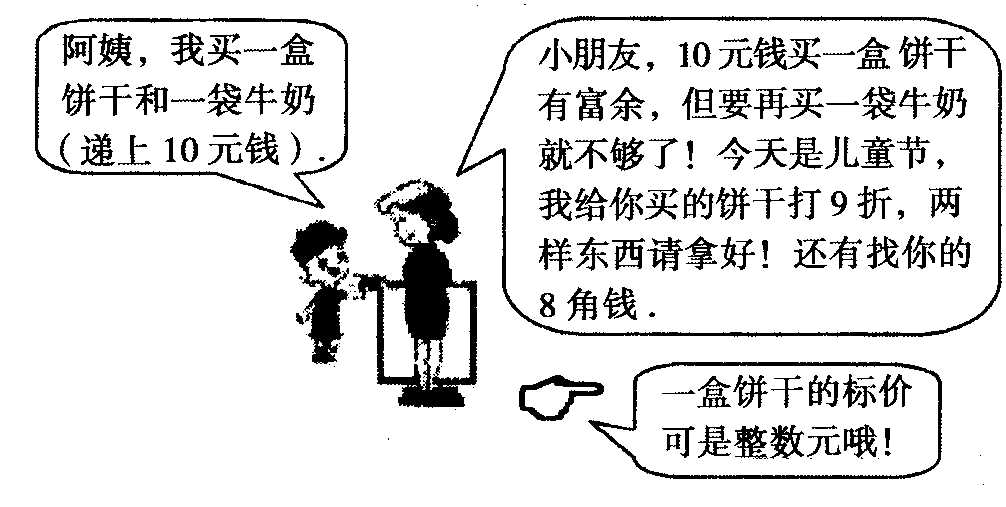 阿姨，我买一盒
饼干和一袋牛奶
（递上 10 元钱）.
小朋友，10 元钱买一盒饼干
有富余，但要再买一袋牛奶
就不够了！今天是儿童节，
我给你买的饼干打 9 折，两
样东西请拿好！还有找你的
8 角钱 .
一盒饼干的标价
可是整数元哦！